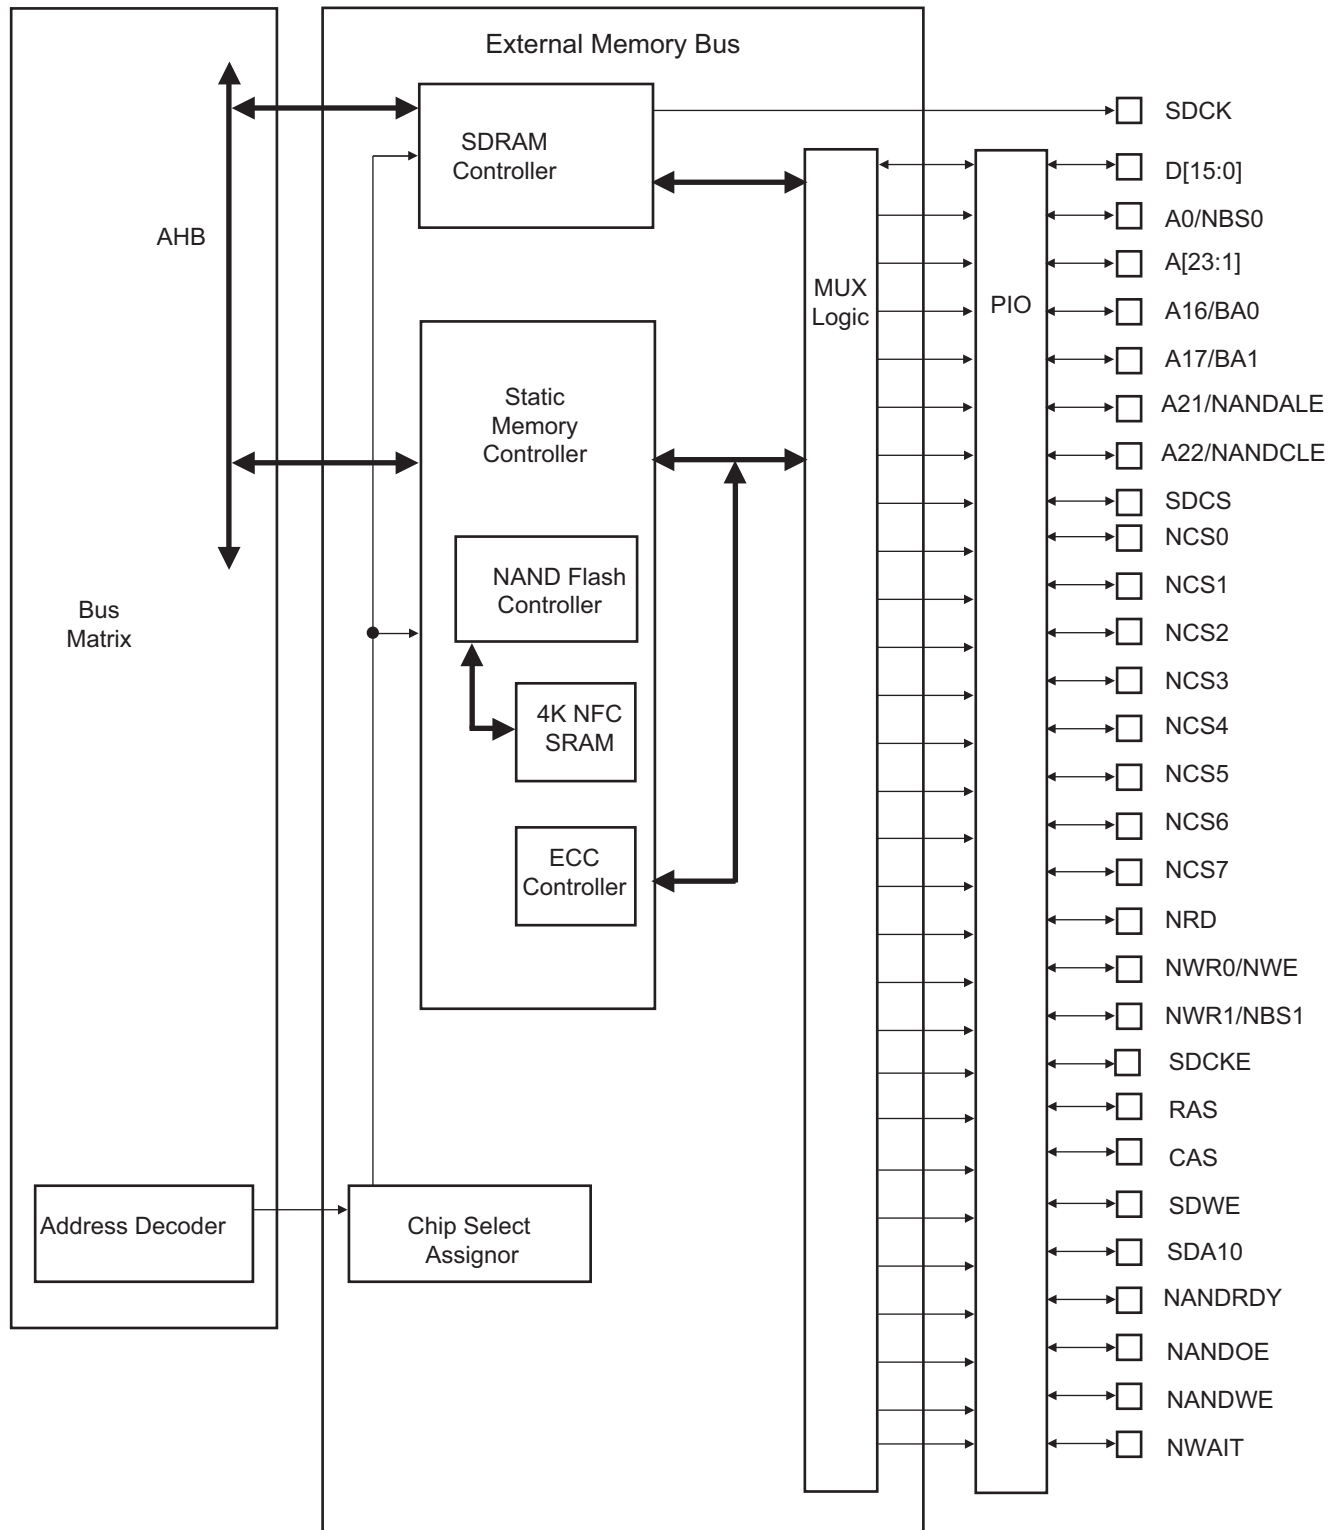 External Memory Bus
SDRAM
Controller
AHB
Bus
Matrix
Static
Memory
Controller
NAND Flash
Controller
4K NFC
SRAM
ECC
Controller
Address Decoder
Chip Select
Assignor
MUX
Logic
PIO
SDCK
D[15:0]
A0/NBS0
A[23:1]
A16/BA0
A17/BA1
A21/NANDALE
A22/NANDCLE
SDCS
NCS0
NCS1
NCS2
NCS3
NCS4
NCS5
NCS6
NCS7
NRD
NWR0/NWE
NWR1/NBS1
SDCKE
RAS
CAS
SDWE
SDA10
NANDRDY
NANDOE
NANDWE
NWAIT